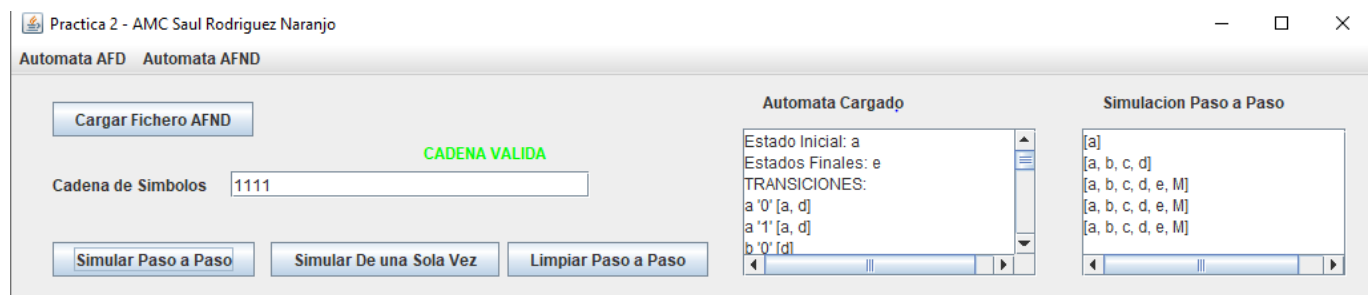 Practica 2 - AMC Saul Rodriguez Naranjo
Automata AFD Automata AFND
Cargar Fichero AFND
CADENA VALIDA
Cadena de Simbolos 1111
Simular Paso a Paso Simular De una Sola Vez Limpiar Paso a Paso
Automata Cargado
Estado Inicial: a
Estados Finales: e
TRANSICIONES:
a '0' [a, d]
a '1' [a, d]
b '0' [d]
Simulacion Paso a Paso
[a]
[a, b, c, d]
[a, b, c, d, e, M]
[a, b, c, d, e, M]
[a, b, c, d, e, M]